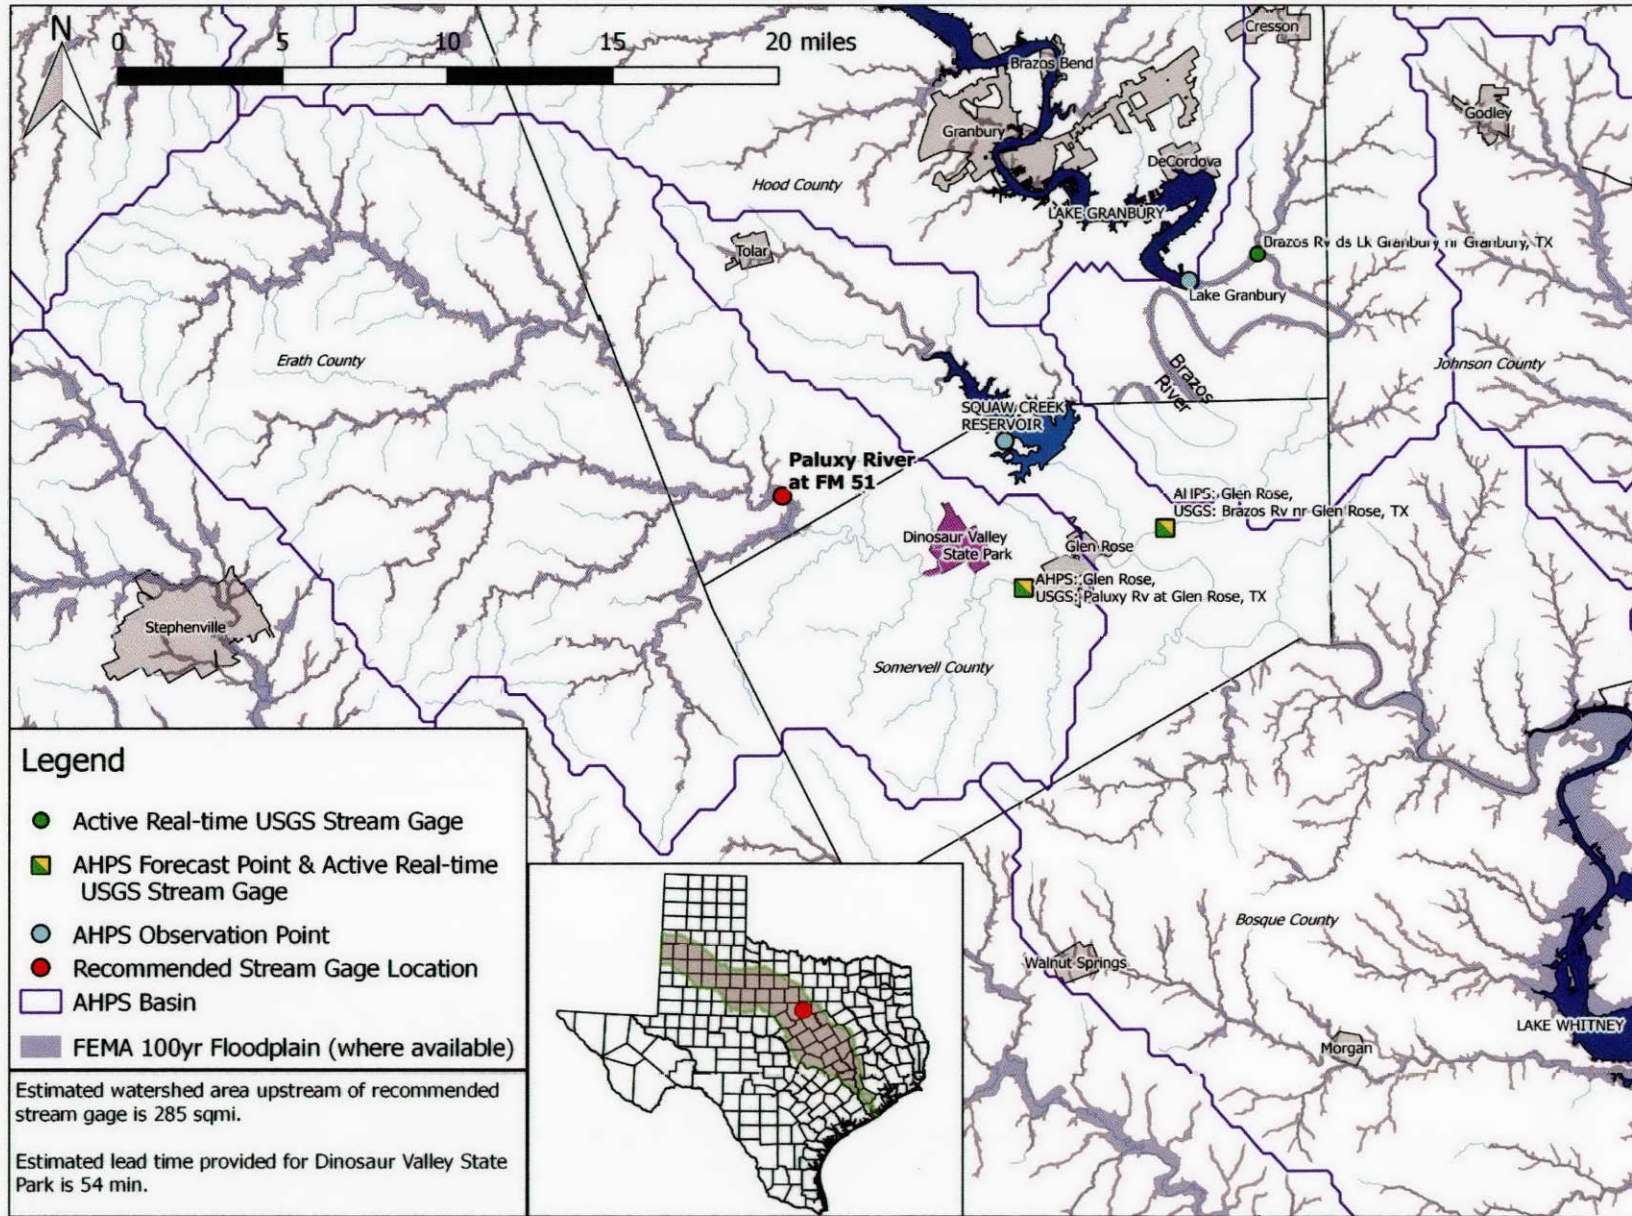 N
0 5 10 15 20 miles
Cresson
Brazos Bend
Godley
Granbury
DeCordova
Hood County
LAKE GRANBURY
Tolar
Brazos Rv ds Lk Granbury nr Granbury, TX
Lake Granbury
Erath County
Johnson County
Brazos
River
SQUAW CREEK
RESERVOIR
Paluxy River
at FM 51
AHPS: Glen Rose,
USGS: Brazos Rv nr Glen Rose, TX
Dinosaur Valley
State Park
Glen Rose
AHPS: Glen Rose,
USGS: Paluxy Rv at Glen Rose, TX
Stephenville
Somervell County
Legend
Active Real-time USGS Stream Gage
AHPS Forecast Point & Active Real-time
USGS Stream Gage
AHPS Observation Point
Recommended Stream Gage Location
AHPS Basin
FEMA 100yr Floodplain (where available)
Estimated watershed area upstream of recommended
stream gage is 285 sqmi.
Estimated lead time provided for Dinosaur Valley State
Park is 54 min.
Bosque County
Walnut Springs
LAKE WHITNEY
Morgan